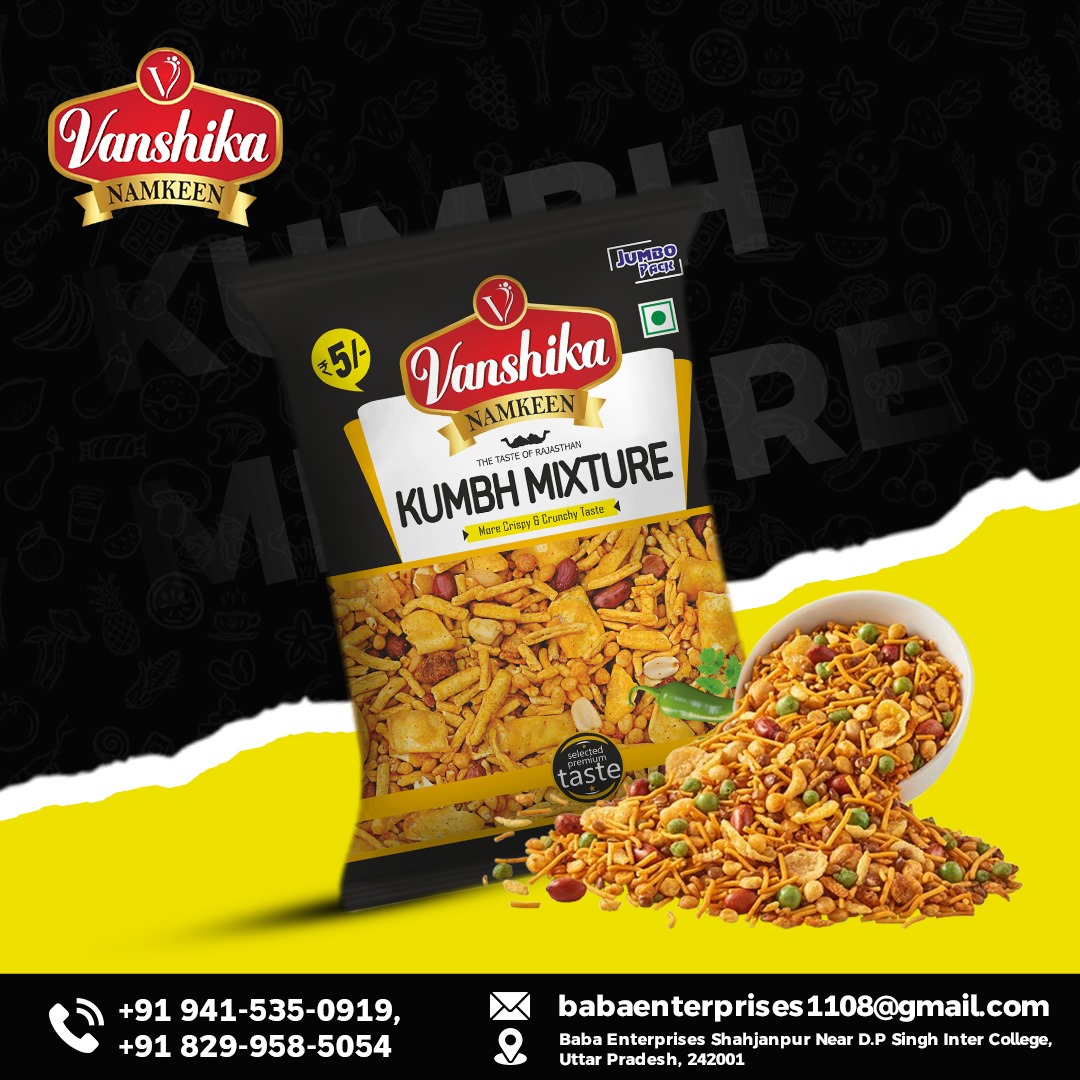 V
Vanshika
NAMKEEN
KUMBH
MIXTURE
JUMBO
PACK
₹5/-
V
Vanshika
NAMKEEN
THE TASTE OF RAJASTHAN
KUMBH MIXTURE
More Crispy & Crunchy Taste
selected
premium
taste
+91 941-535-0919,
+91 829-958-5054
babaenterprises1108@gmail.com
Baba Enterprises Shahjanpur Near D.P Singh Inter College,
Uttar Pradesh, 242001